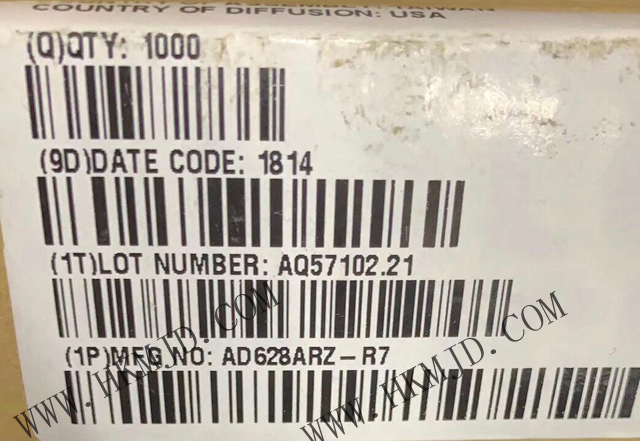 COUNTRY OF DIFFUSION: USA
(Q)QTY: 1000
(9D)DATE CODE: 1814
(1T)LOT NUMBER: AQ57102.21
(1P)MFG NO: AD628ARZ-R7
WWW.HKMJD.COM
WWW.HKMJD.COM